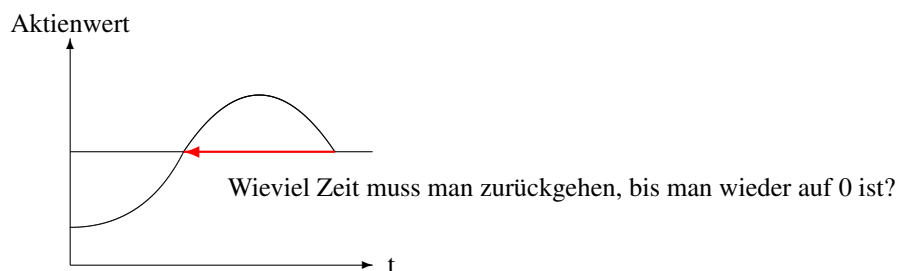 Aktienwert
Wieviel Zeit muss man zurückgehen, bis man wieder auf 0 ist?
t